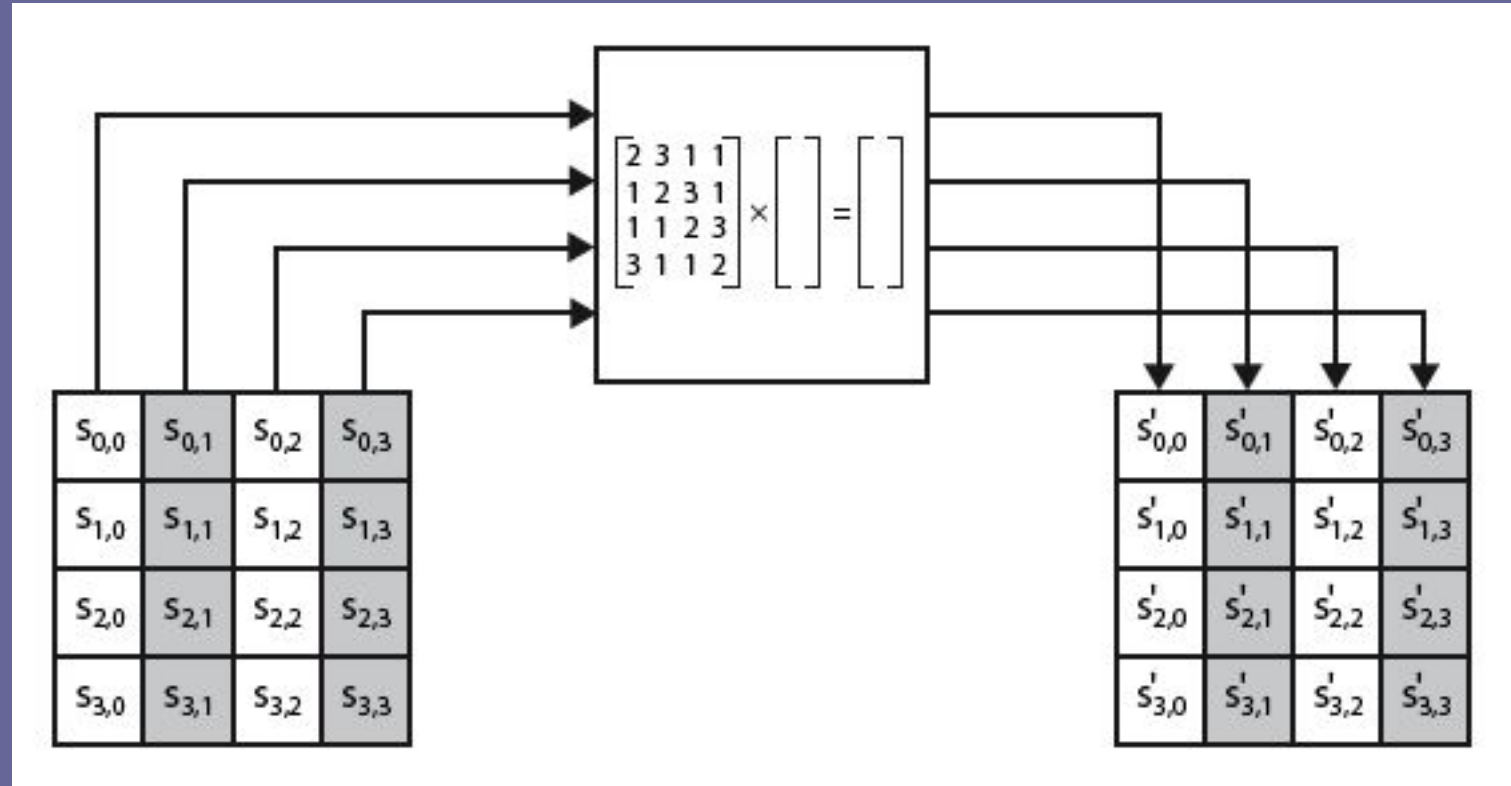 2 3 1 1
1 2 3 1
1 1 2 3
3 1 1 2
× =
s0,0 s0,1 s0,2 s0,3
s1,0 s1,1 s1,2 s1,3
s2,0 s2,1 s2,2 s2,3
s3,0 s3,1 s3,2 s3,3
s'0,0 s'0,1 s'0,2 s'0,3
s'1,0 s'1,1 s'1,2 s'1,3
s'2,0 s'2,1 s'2,2 s'2,3
s'3,0 s'3,1 s'3,2 s'3,3